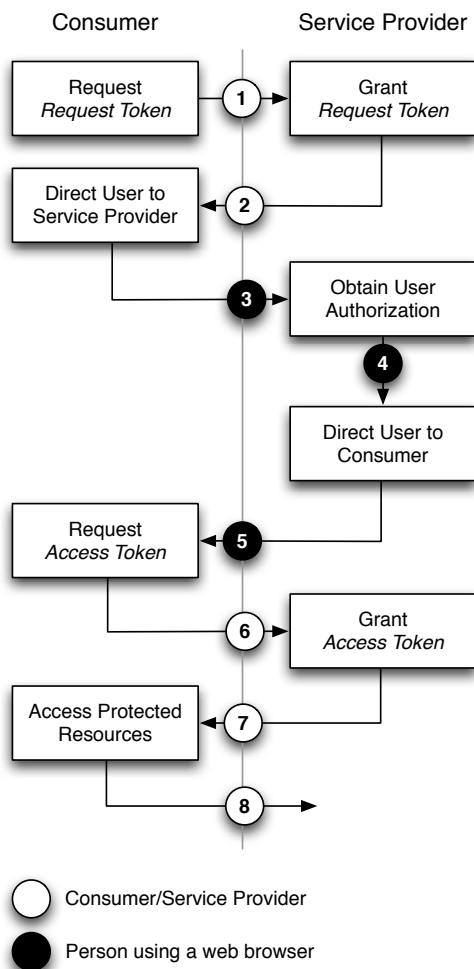 Consumer
Service Provider
Request
Request Token
1
Grant
Request Token
Direct User to
Service Provider
2
3
Obtain User
Authorization
4
Direct User to
Consumer
Request
Access Token
5
6
Grant
Access Token
Access Protected
Resources
7
8
Consumer/Service Provider
Person using a web browser